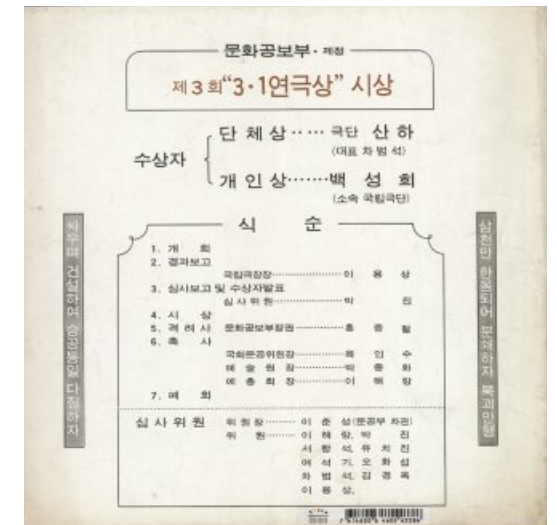 문화공보부·제정
제3회 "3·1연극상" 시상
수상자
단체상····· 극단 산하
(대표 차범석)
개인상·······백성희
(소속 국립극단)
식 순
1. 개 회
2. 경과보고
국립극장장··············이 용 상
3. 심사보고 및 수상자발표
심사위원··············박 진
4. 시 상
5. 격려사 문화공보부장관··········홍 종 철
6. 축 사
국회문공위원장··········육 인 수
예술원장··············박 종 화
예총회장··············이 해 랑
7. 폐 회
심사위원 위원장········이 춘 성(문공부 차관)
위 원········이 해 랑, 박 진
서 항 석, 유 치 진
여 석 기, 오 화 섭
차 범 석, 김 경 옥
이 용 상,
싸우며 건설하여 승공통일 다짐하자
삼천만 한울되어 분쇄하자 북괴만행